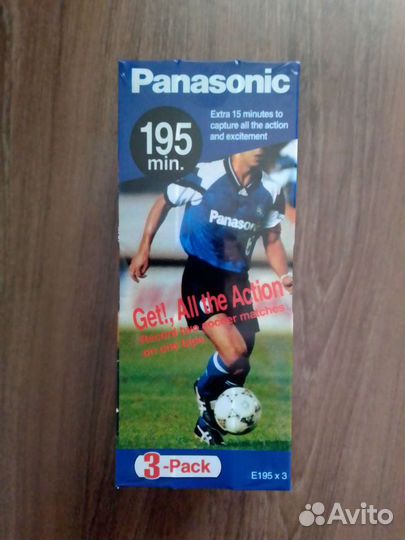 Panasonic
195
min.
Extra 15 minutes to
capture all the action
and excitement
Panasonic
Get!, All the Action
Record two soccer matches
on one tape
3-Pack
E195 x 3
Avito